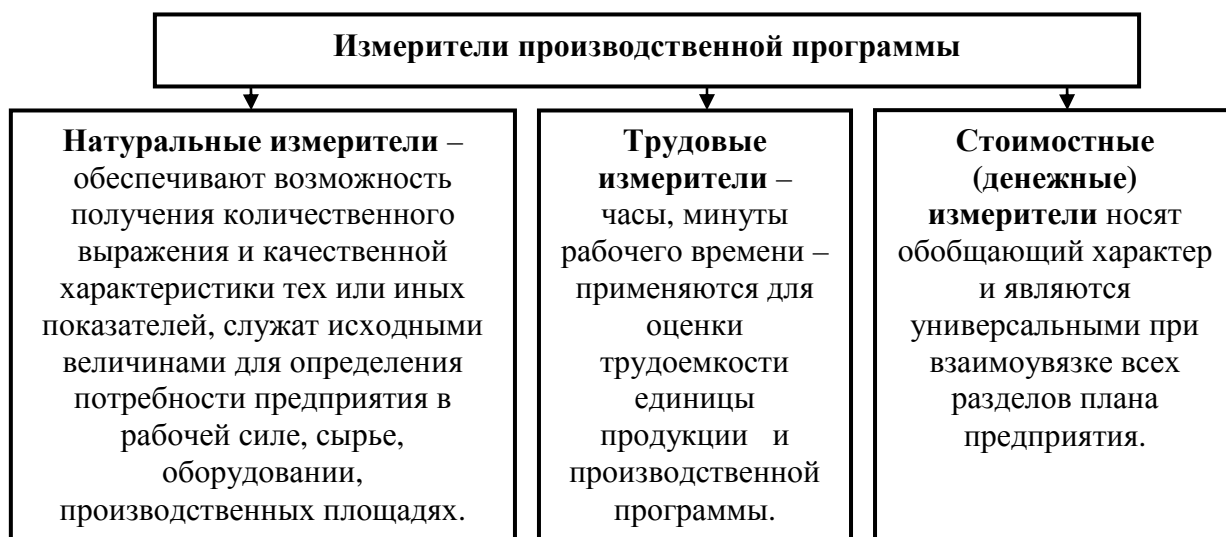 Измерители производственной программы
Натуральные измерители –
обеспечивают возможность
получения количественного
выражения и качественной
характеристики тех или иных
показателей, служат исходными
величинами для определения
потребности предприятия в
рабочей силе, сырье,
оборудовании,
производственных площадях.
Трудовые
измерители –
часы, минуты
рабочего времени –
применяются для
оценки
трудоемкости
единицы
продукции и
производственной
программы.
Стоимостные
(денежные)
измерители носят
обобщающий характер
и являются
универсальными при
взаимоувязке всех
разделов плана
предприятия.